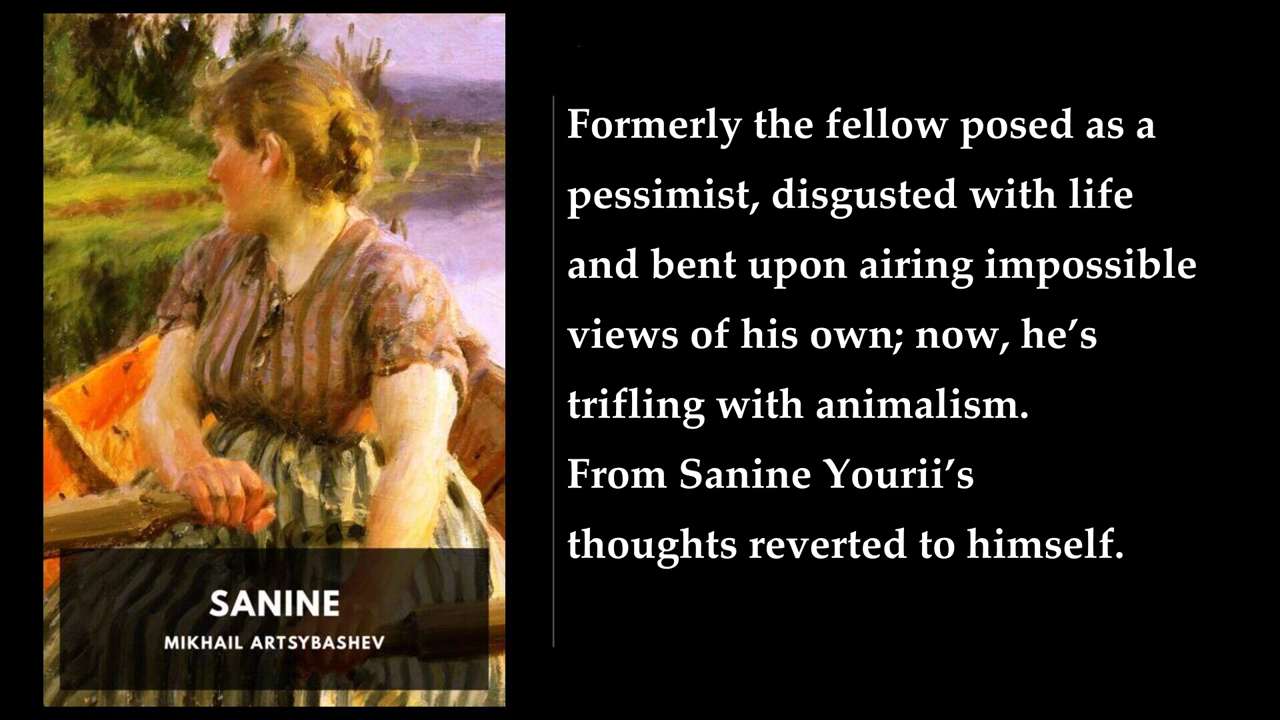 SANINE
MIKHAIL ARTSYBASHEV
Formerly the fellow posed as a
pessimist, disgusted with life
and bent upon airing impossible
views of his own; now, he’s
trifling with animalism.
From Sanine Yourii’s
thoughts reverted to himself.